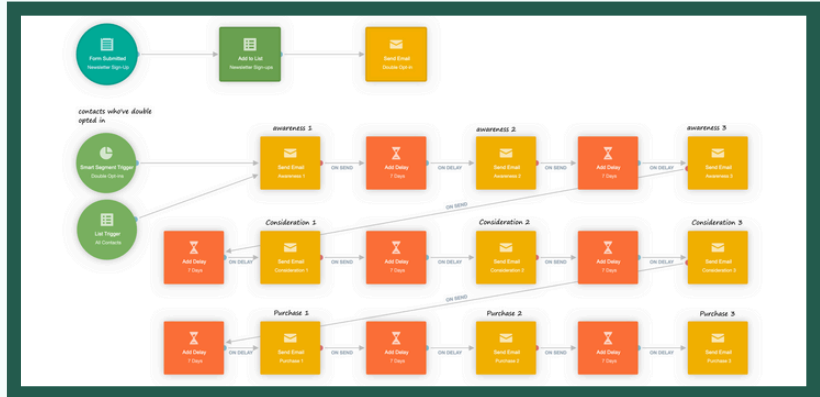 Form Submitted
Newsletter Sign-Up
Add to List
Newsletter Sign-ups
Send Email
Double Opt-in
contacts who've double
opted in
awareness 1
awareness 2
awareness 3
Smart Segment Trigger
Double Opt-Ins
Send Email
Awareness 1
ON SEND
Add Delay
7 Days
ON DELAY
Send Email
Awareness 2
ON SEND
Add Delay
7 Days
ON DELAY
Send Email
Awareness 3
ON SEND
List Trigger
All Contacts
Consideration 1
Consideration 2
Consideration 3
Add Delay
7 Days
ON DELAY
Send Email
Consideration 1
ON SEND
Add Delay
7 Days
ON DELAY
Send Email
Consideration 2
ON SEND
Add Delay
7 Days
ON DELAY
Send Email
Consideration 3
ON SEND
Purchase 1
Purchase 2
Purchase 3
Add Delay
7 Days
ON DELAY
Send Email
Purchase 1
ON SEND
Add Delay
7 Days
ON DELAY
Send Email
Purchase 2
ON SEND
Add Delay
7 Days
ON DELAY
Send Email
Purchase 3